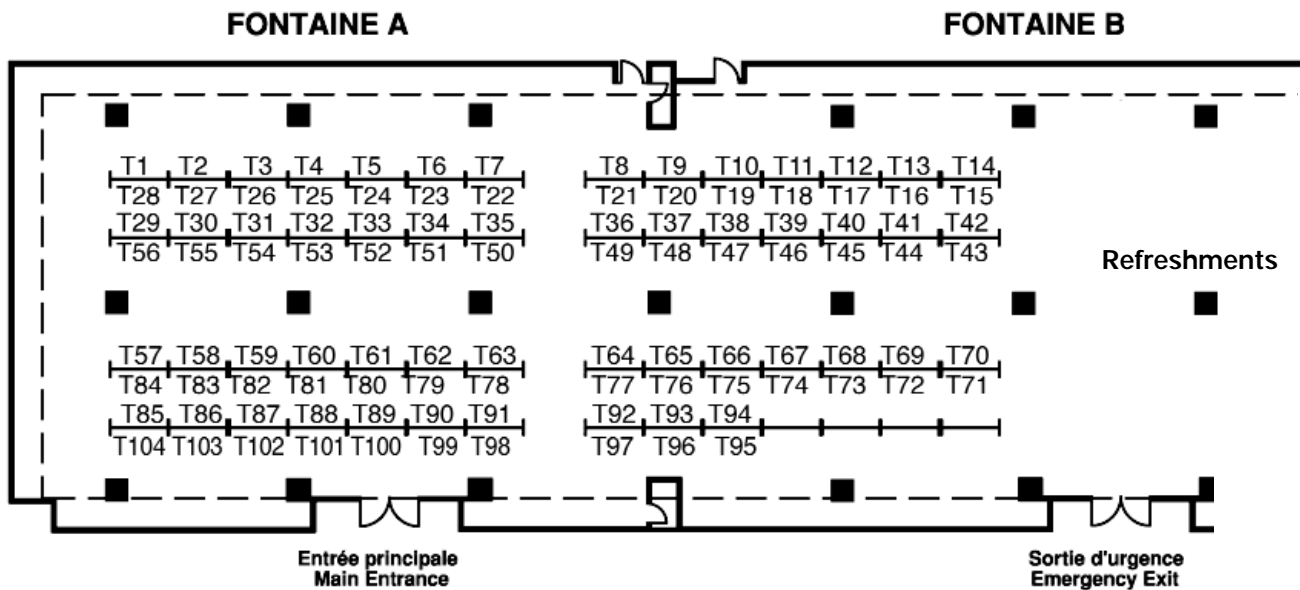 FONTAINE A FONTAINE B
T1 T2 T3 T4 T5 T6 T7 T8 T9 T10 T11 T12 T13 T14
T28 T27 T26 T25 T24 T23 T22 T21 T20 T19 T18 T17 T16 T15
T29 T30 T31 T32 T33 T34 T35 T36 T37 T38 T39 T40 T41 T42
T56 T55 T54 T53 T52 T51 T50 T49 T48 T47 T46 T45 T44 T43
Refreshments
T57 T58 T59 T60 T61 T62 T63 T64 T65 T66 T67 T68 T69 T70
T84 T83 T82 T81 T80 T79 T78 T77 T76 T75 T74 T73 T72 T71
T85 T86 T87 T88 T89 T90 T91 T92 T93 T94
T104 T103 T102 T101 T100 T99 T98 T97 T96 T95
Entrée principale
Main Entrance
Sortie d'urgence
Emergency Exit